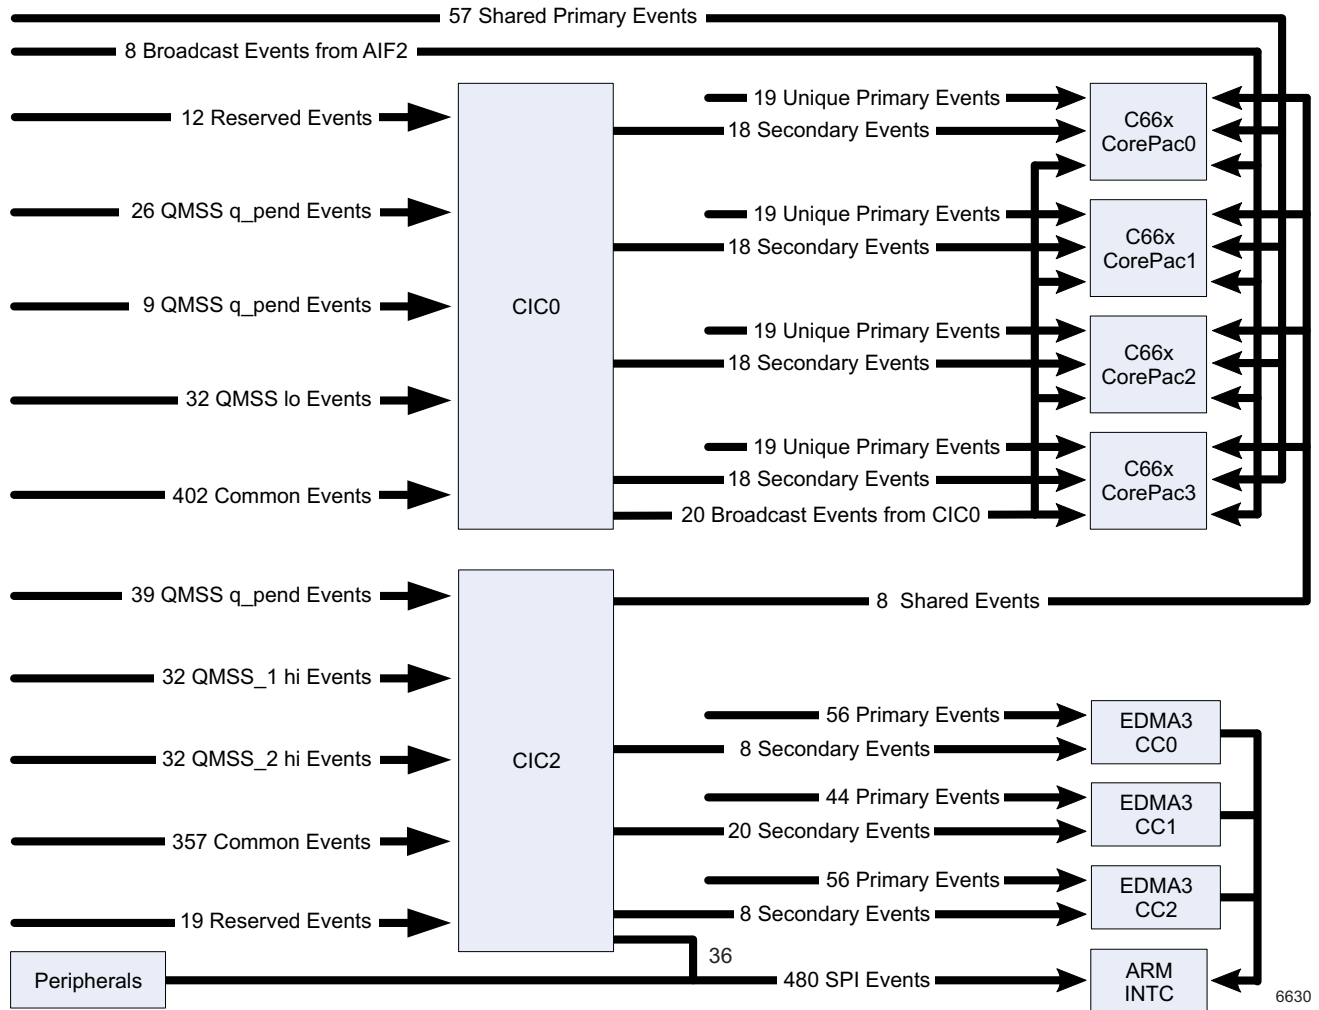 57 Shared Primary Events
8 Broadcast Events from AIF2
12 Reserved Events
26 QMSS q_pend Events
9 QMSS q_pend Events
32 QMSS lo Events
402 Common Events
CIC0
19 Unique Primary Events
18 Secondary Events
C66x
CorePac0
19 Unique Primary Events
18 Secondary Events
C66x
CorePac1
19 Unique Primary Events
18 Secondary Events
C66x
CorePac2
19 Unique Primary Events
18 Secondary Events
C66x
CorePac3
20 Broadcast Events from CIC0
39 QMSS q_pend Events
32 QMSS_1 hi Events
32 QMSS_2 hi Events
357 Common Events
19 Reserved Events
CIC2
8 Shared Events
56 Primary Events
8 Secondary Events
EDMA3
CC0
44 Primary Events
20 Secondary Events
EDMA3
CC1
56 Primary Events
8 Secondary Events
EDMA3
CC2
36
Peripherals
480 SPI Events
ARM
INTC
6630